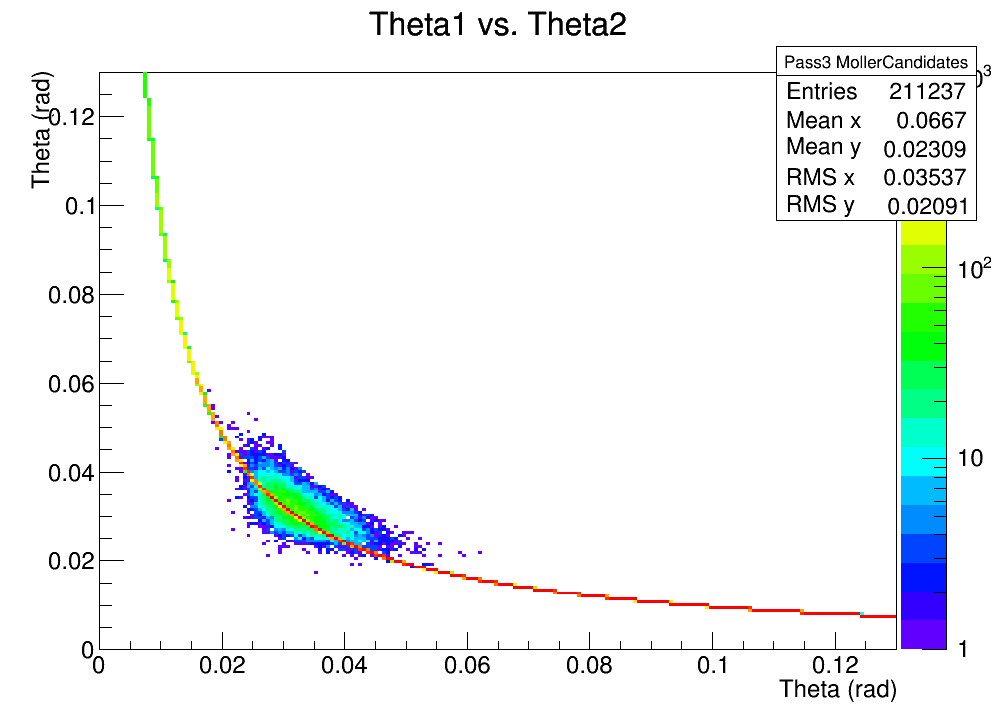 Theta1 vs. Theta2
Pass3 MollerCandidates
Entries 211237
Mean x 0.0667
Mean y 0.02309
RMS x 0.03537
RMS y 0.02091
Theta (rad)
0.12
0.1
0.08
0.06
0.04
0.02
0
0 0.02 0.04 0.06 0.08 0.1 0.12
Theta (rad)
10²
10
1